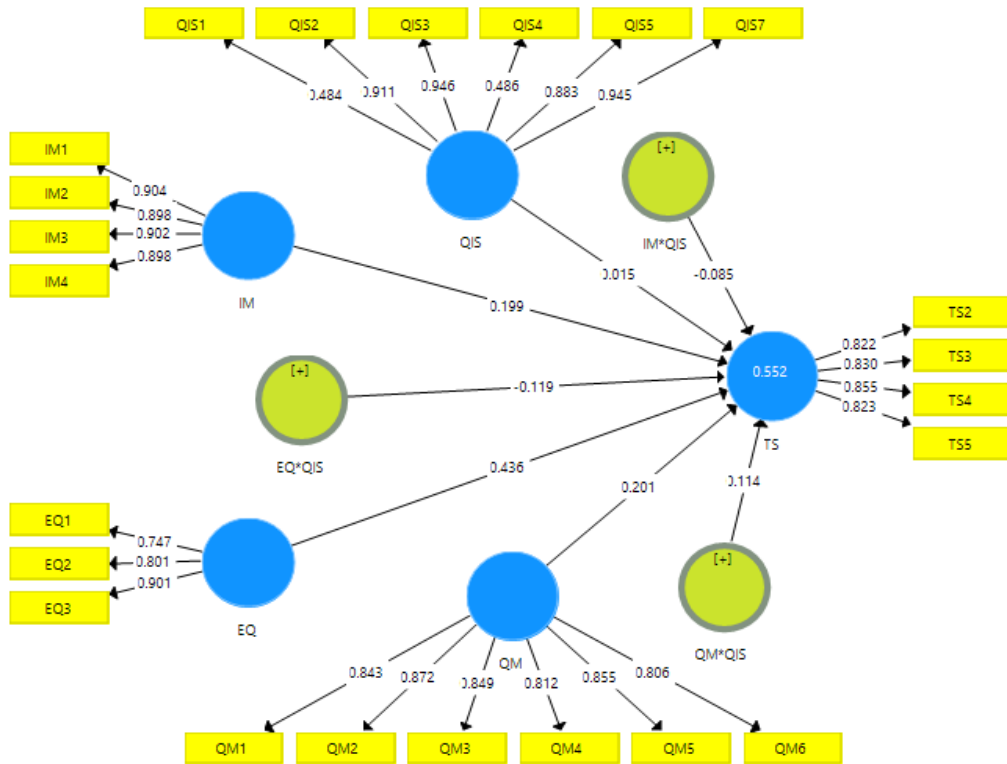 QIS1
QIS2
QIS3
QIS4
QIS5
QIS7
0.484
0.911
0.946
0.486
0.883
0.945
IM1
IM2
IM3
IM4
0.904
0.898
0.902
0.898
IM
QIS
[+]
IM*QIS
0.015
-0.085
0.199
[+]
EQ*QIS
-0.119
0.552
TS
0.822
0.830
0.855
0.823
TS2
TS3
TS4
TS5
0.436
0.201
0.114
EQ1
EQ2
EQ3
0.747
0.801
0.901
EQ
QM
[+]
QM*QIS
0.843
0.872
0.849
0.812
0.855
0.806
QM1
QM2
QM3
QM4
QM5
QM6